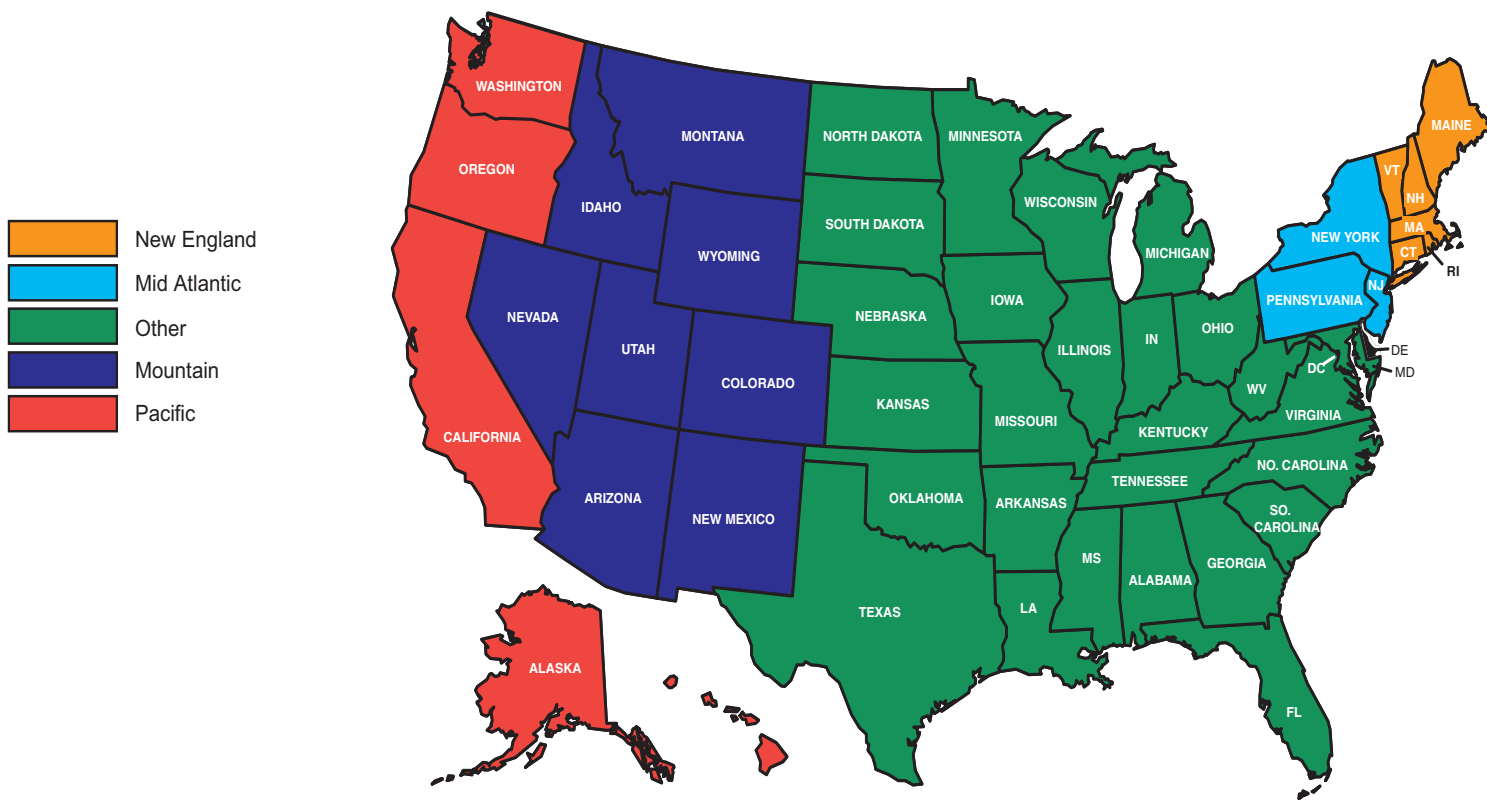 WASHINGTON
MAINE
MONTANA
NORTH DAKOTA
MINNESOTA
OREGON
VT
NH
IDAHO
WISCONSIN
SOUTH DAKOTA
MA
New England
NEW YORK
CT
MICHIGAN
WYOMING
RI
Mid Atlantic
NJ
IOWA
PENNSYLVANIA
NEVADA
NEBRASKA
Other
OHIO
IN
UTAH
ILLINOIS
DE
Mountain
DC
MD
COLORADO
WV
KANSAS
Pacific
VIRGINIA
MISSOURI
KENTUCKY
CALIFORNIA
NO. CAROLINA
TENNESSEE
ARIZONA
OKLAHOMA
ARKANSAS
SO.
CAROLINA
NEW MEXICO
MS
GEORGIA
ALABAMA
LA
TEXAS
ALASKA
FL